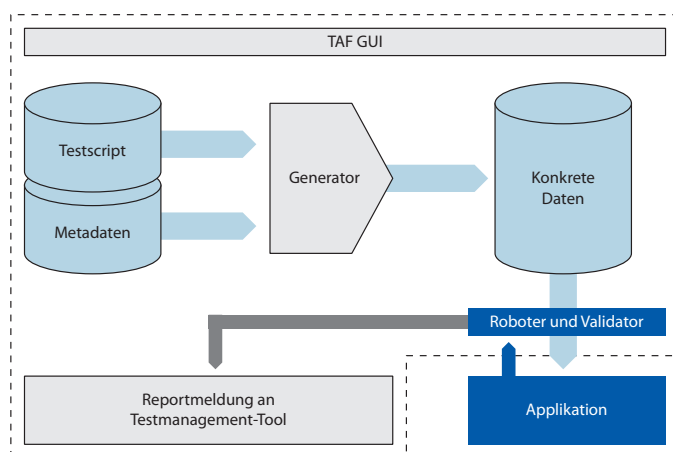 TAF GUI
Testscript
Metadaten
Generator
Konkrete
Daten
Roboter und Validator
Reportmeldung an
Testmanagement-Tool
Applikation